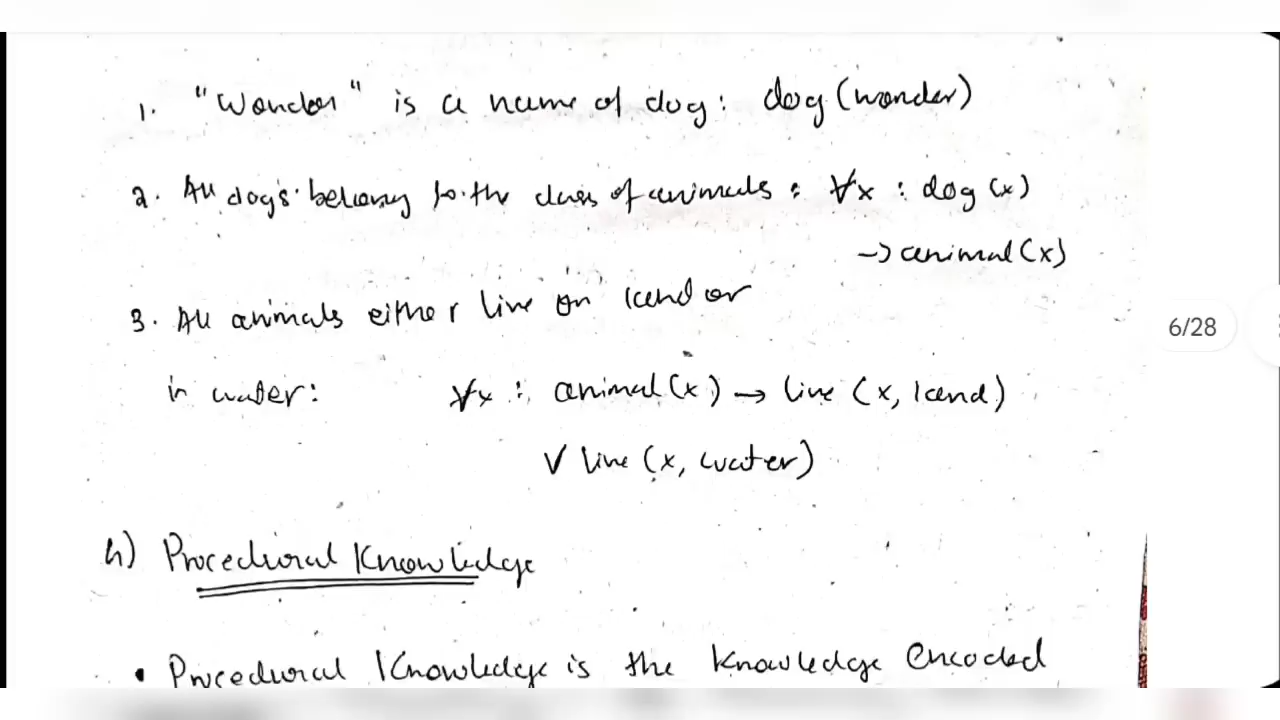 1. "Wonder" is a name of dog: dog (wonder)
2. All dogs belong to the class of animals : ∀x : dog (x)
→ animal (x)
3. All animals either live on land or
in water: ∀x : animal (x) → live (x, land)
∨ live (x, water)
4) Procedural Knowledge
• Procedural Knowledge is the knowledge encoded
6/28